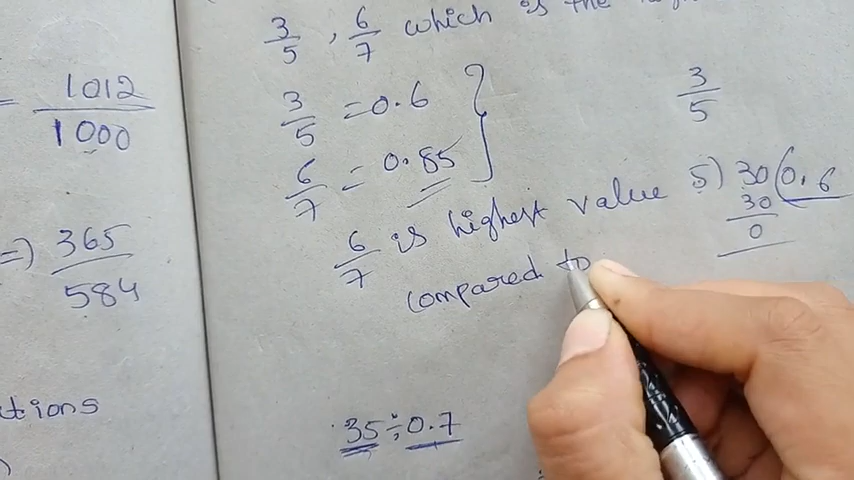 = 1012/1000
=) 365/584
tions
3/5 , 6/7 which is the
3/5 = 0.6
6/7 = 0.85
6/7 is highest value
compared to
3/5
5) 30 (0.6
30
0
35 ÷ 0.7